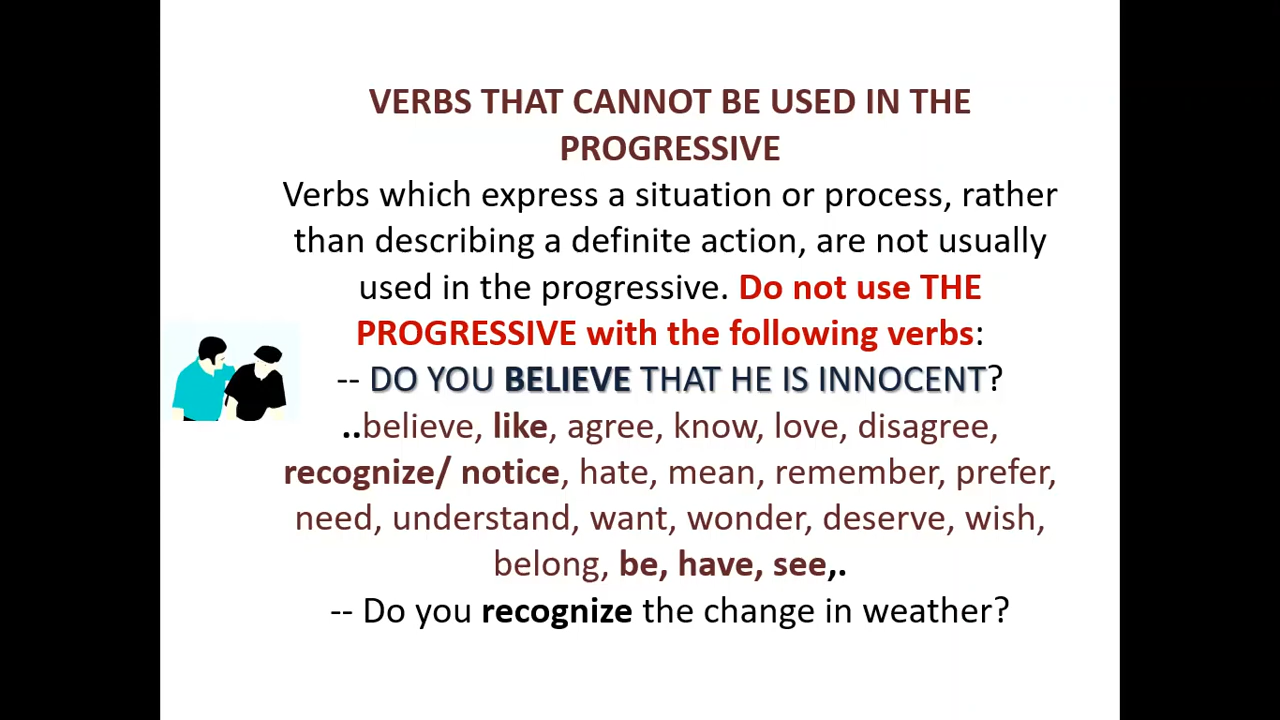 VERBS THAT CANNOT BE USED IN THE
PROGRESSIVE
Verbs which express a situation or process, rather
than describing a definite action, are not usually
used in the progressive. Do not use THE
PROGRESSIVE with the following verbs:
-- DO YOU BELIEVE THAT HE IS INNOCENT?
..believe, like, agree, know, love, disagree,
recognize/ notice, hate, mean, remember, prefer,
need, understand, want, wonder, deserve, wish,
belong, be, have, see,.
-- Do you recognize the change in weather?